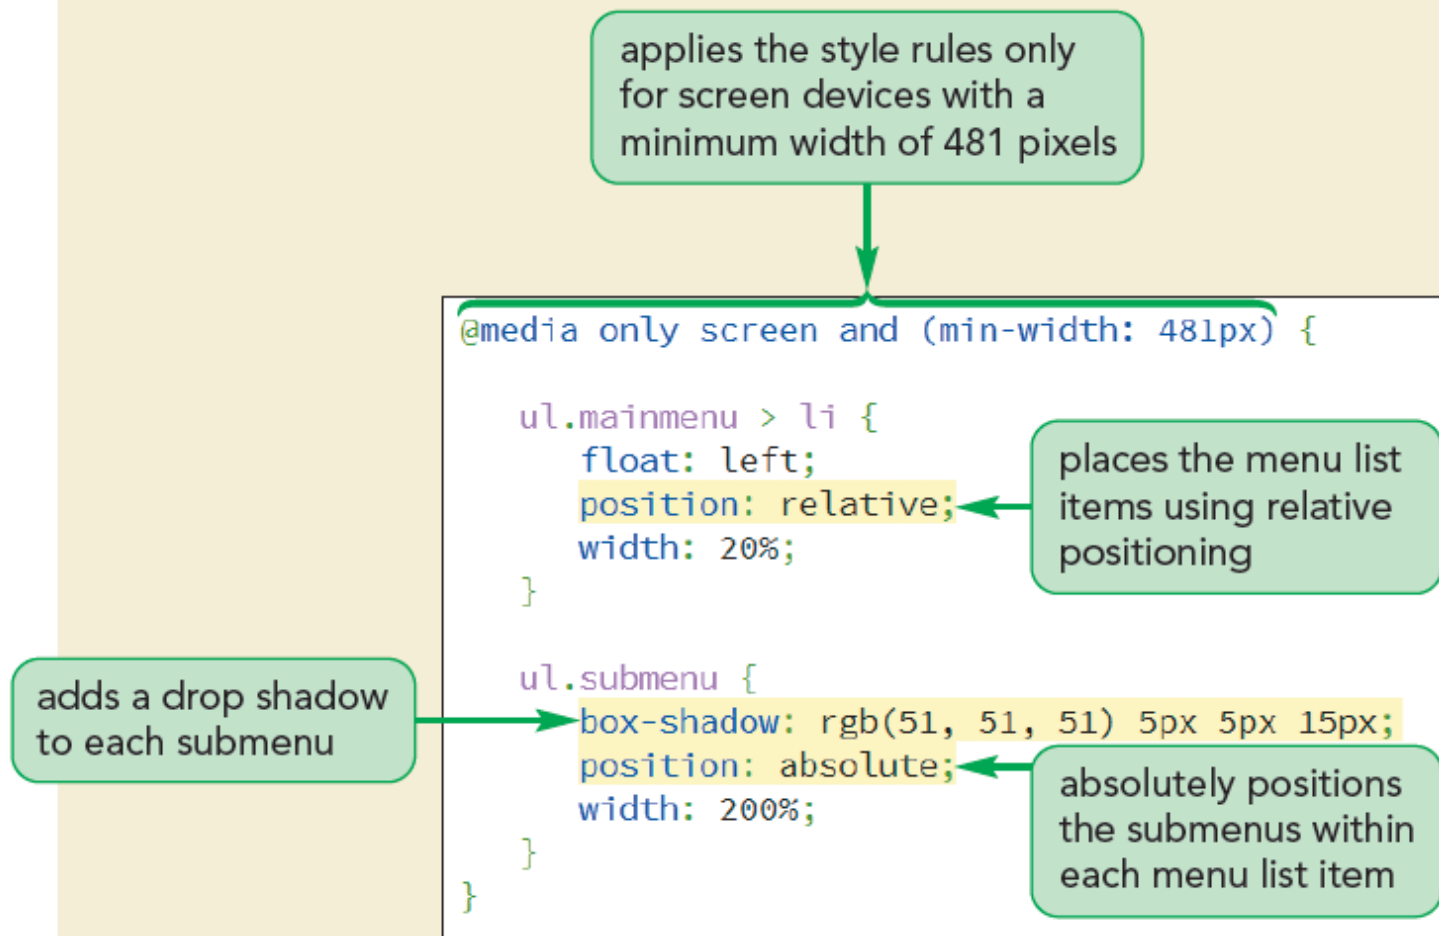 applies the style rules only
for screen devices with a
minimum width of 481 pixels
@media only screen and (min-width: 481px) {
ul.mainmenu > li {
float: left;
position: relative;
width: 20%;
}
places the menu list
items using relative
positioning
adds a drop shadow
to each submenu
ul.submenu {
box-shadow: rgb(51, 51, 51) 5px 5px 15px;
position: absolute;
width: 200%;
}
}
absolutely positions
the submenus within
each menu list item